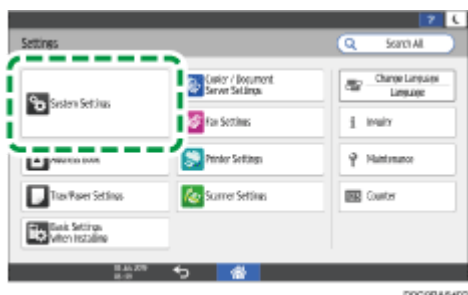 ?
Settings
Search All
System Settings
Copier / Document
Server Settings
Change Language
Language
Fax Settings
Inquiry
Address Book
Printer Settings
Maintenance
Tray/Paper Settings
Scanner Settings
Counter
Basic Settings
When Installing